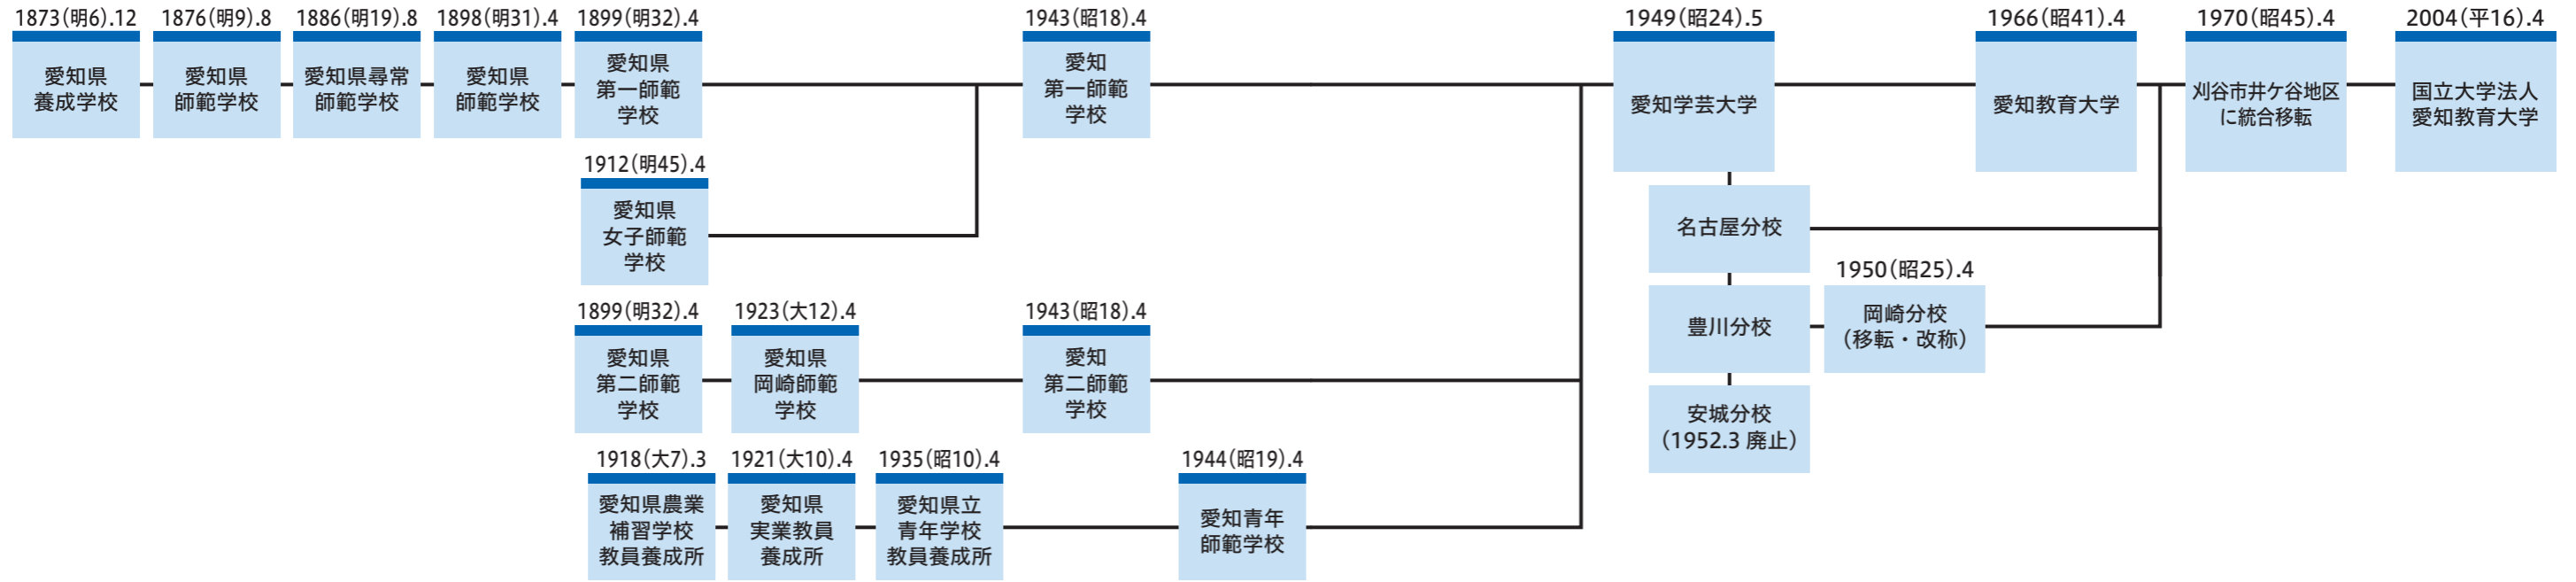 1873(明6).12
愛知県
養成学校
1876(明9).8
愛知県
師範学校
1886(明19).8
愛知県尋常
師範学校
1898(明31).4
愛知県
師範学校
1899(明32).4
愛知県
第一師範
学校
1943(昭18).4
愛知
第一師範
学校
1949(昭24).5
愛知学芸大学
1966(昭41).4
愛知教育大学
1970(昭45).4
刈谷市井ケ谷地区
に統合移転
2004(平16).4
国立大学法人
愛知教育大学
1912(明45).4
愛知県
女子師範
学校
名古屋分校
豊川分校
1950(昭25).4
岡崎分校
(移転・改称)
安城分校
(1952.3 廃止)
1899(明32).4
愛知県
第二師範
学校
1923(大12).4
愛知県
岡崎師範
学校
1943(昭18).4
愛知
第二師範
学校
1918(大7).3
愛知県農業
補習学校
教員養成所
1921(大10).4
愛知県
実業教員
養成所
1935(昭10).4
愛知県立
青年学校
教員養成所
1944(昭19).4
愛知青年
師範学校